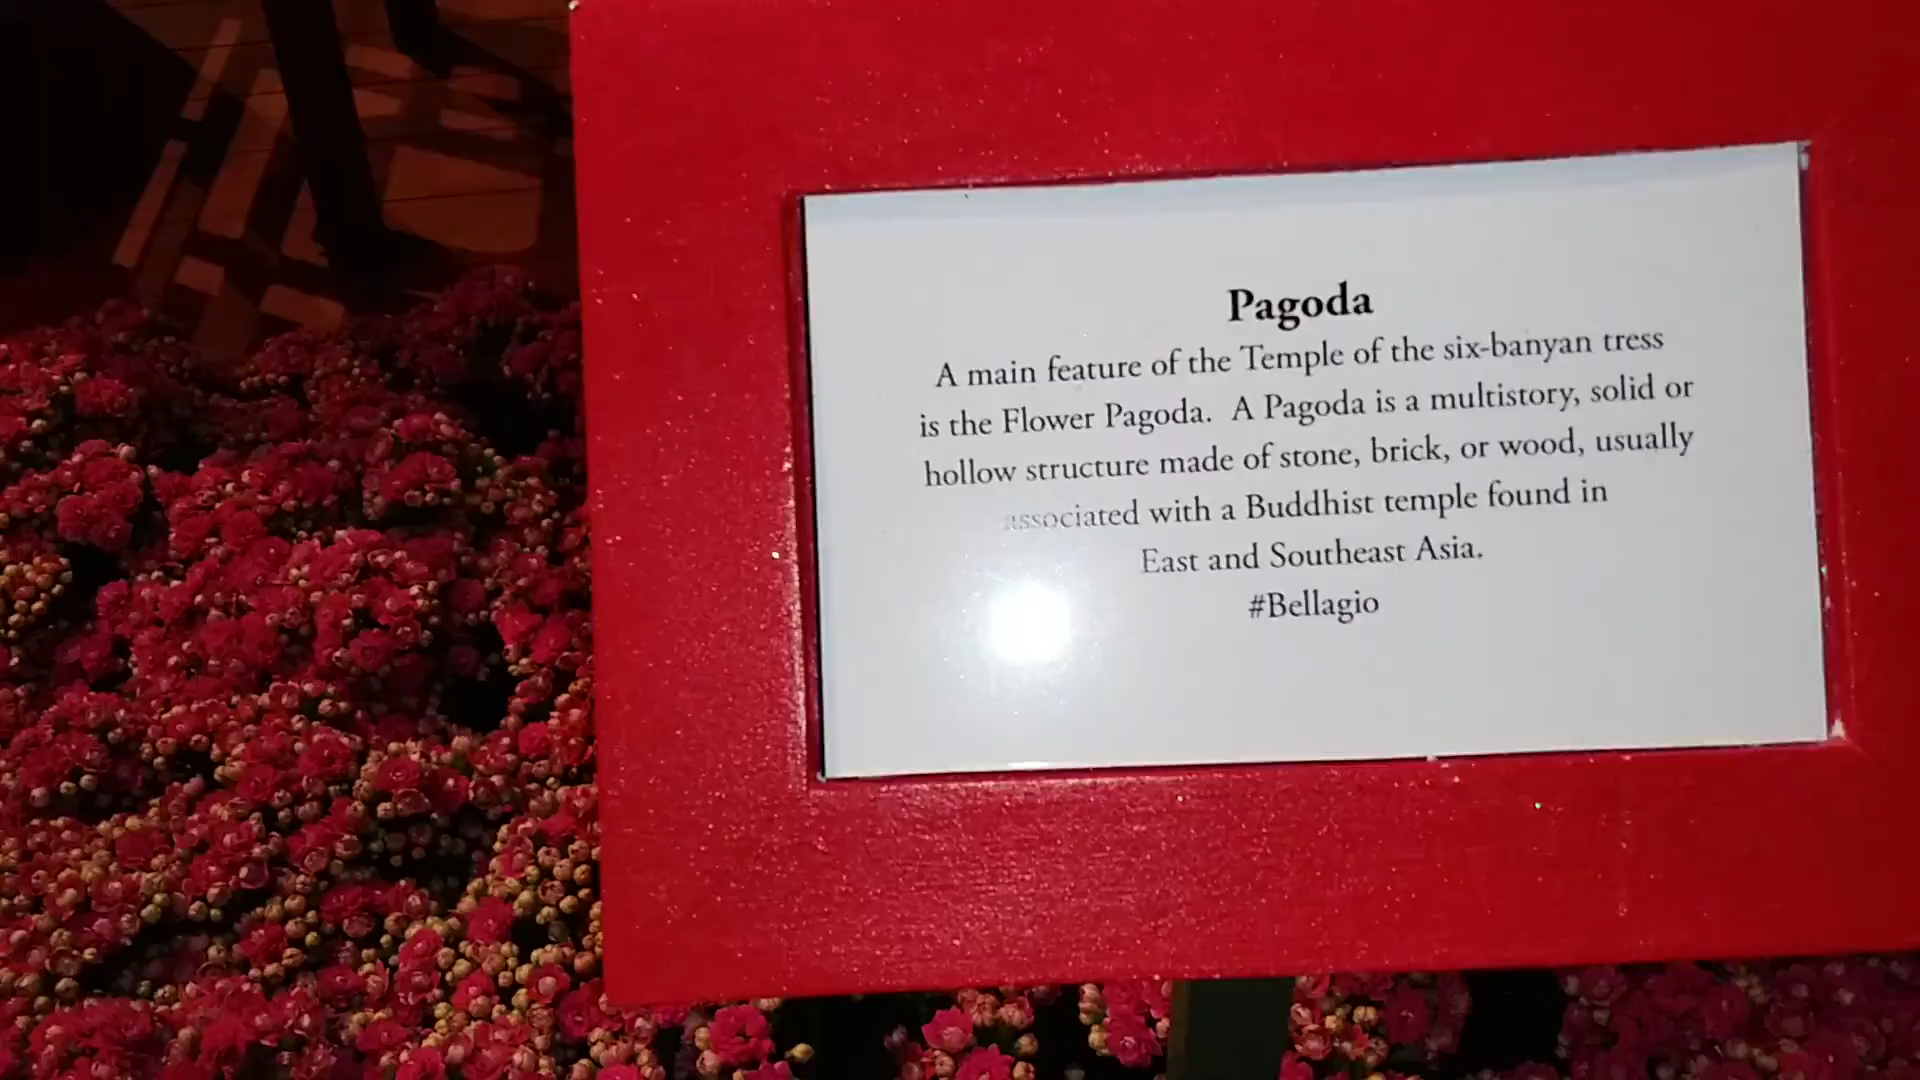 Pagoda
A main feature of the Temple of the six-banyan tress
is the Flower Pagoda. A Pagoda is a multistory, solid or
hollow structure made of stone, brick, or wood, usually
associated with a Buddhist temple found in
East and Southeast Asia.
#Bellagio